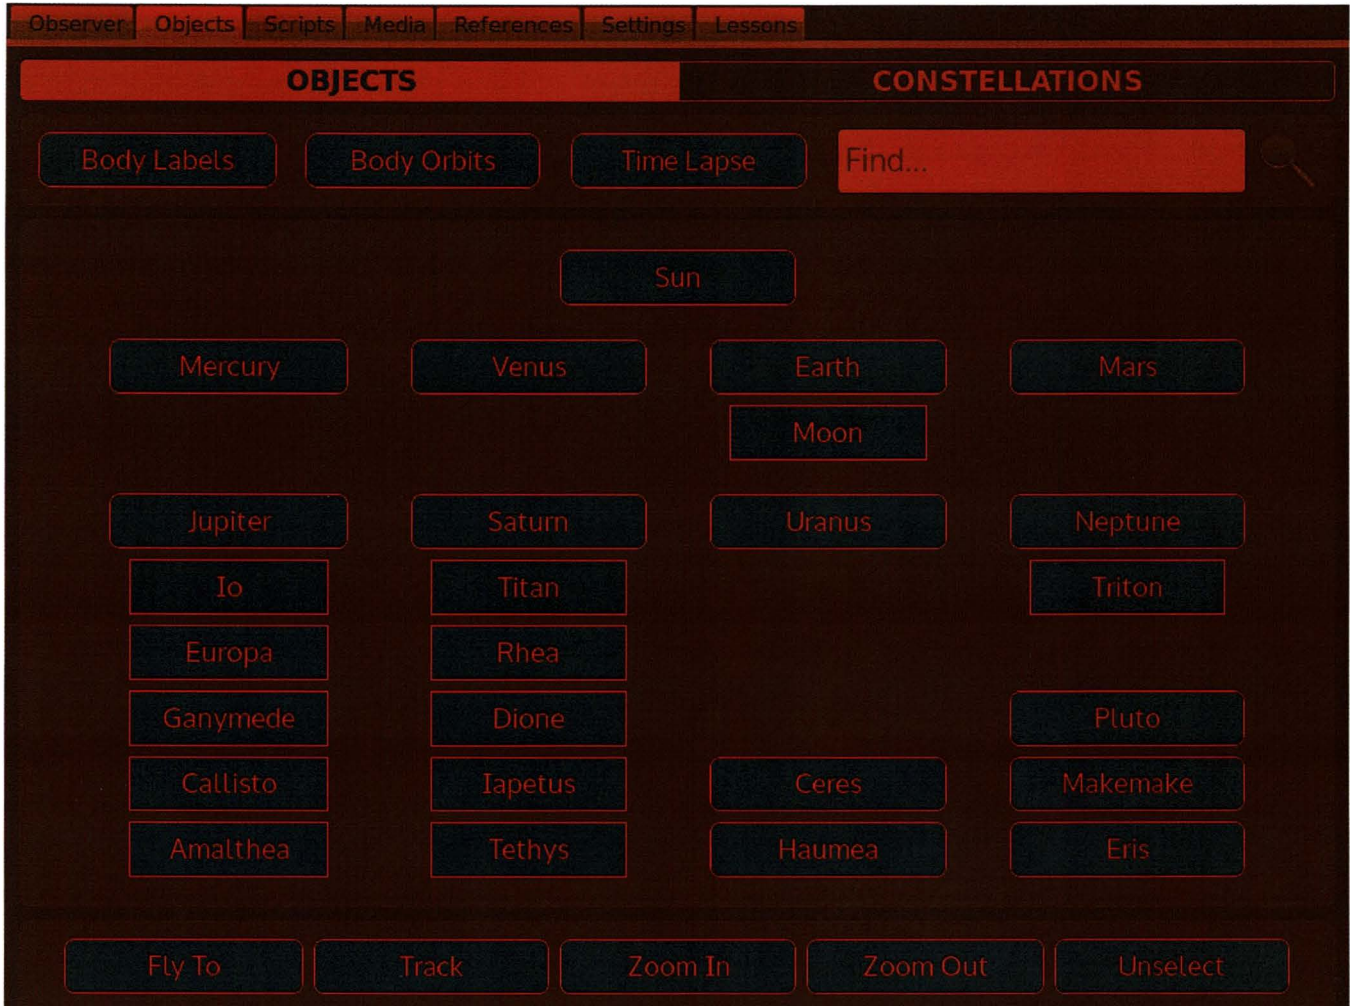 Observer Objects Scripts Media References Settings Lessons
OBJECTS CONSTELLATIONS
Body Labels Body Orbits Time Lapse Find...
Sun
Mercury Venus Earth Mars
Moon
Jupiter Saturn Uranus Neptune
Io Titan Triton
Europa Rhea
Ganymede Dione Pluto
Callisto Iapetus Ceres Makemake
Amalthea Tethys Haumea Eris
Fly To Track Zoom In Zoom Out Unselect